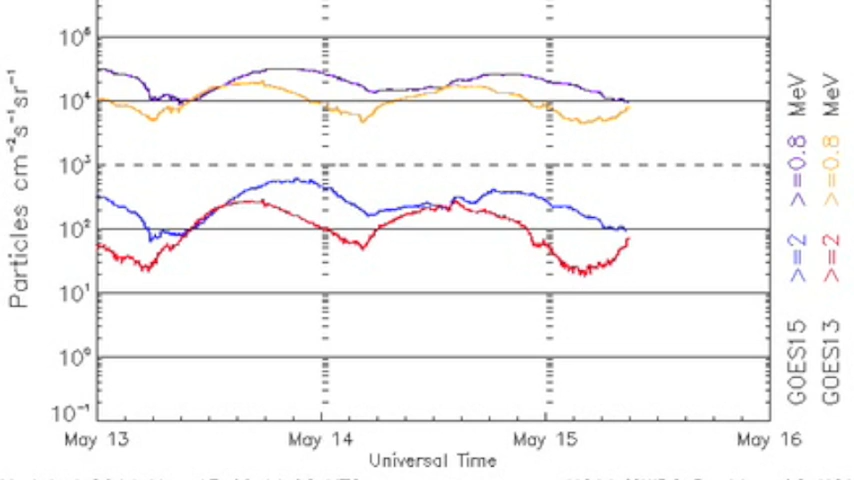 Particles cm⁻²s⁻¹sr⁻¹
10⁵
10⁴
10³
10²
10¹
10⁰
10⁻¹
May 13
May 14
May 15
May 16
Universal Time
GOES15 >=2 >=0.8 MeV
GOES13 >=2 >=0.8 MeV